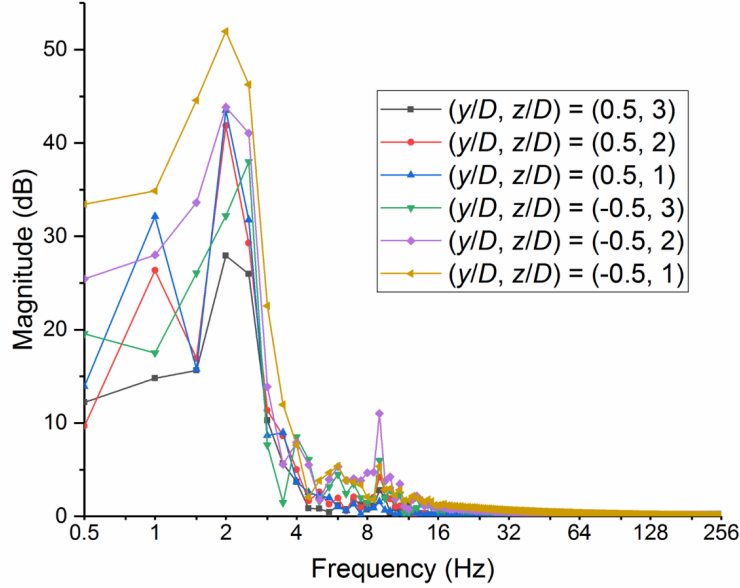 50
40
30
20
10
0
Magnitude (dB)
(y/D, z/D) = (0.5, 3)
(y/D, z/D) = (0.5, 2)
(y/D, z/D) = (0.5, 1)
(y/D, z/D) = (-0.5, 3)
(y/D, z/D) = (-0.5, 2)
(y/D, z/D) = (-0.5, 1)
0.5 1 2 4 8 16 32 64 128 256
Frequency (Hz)